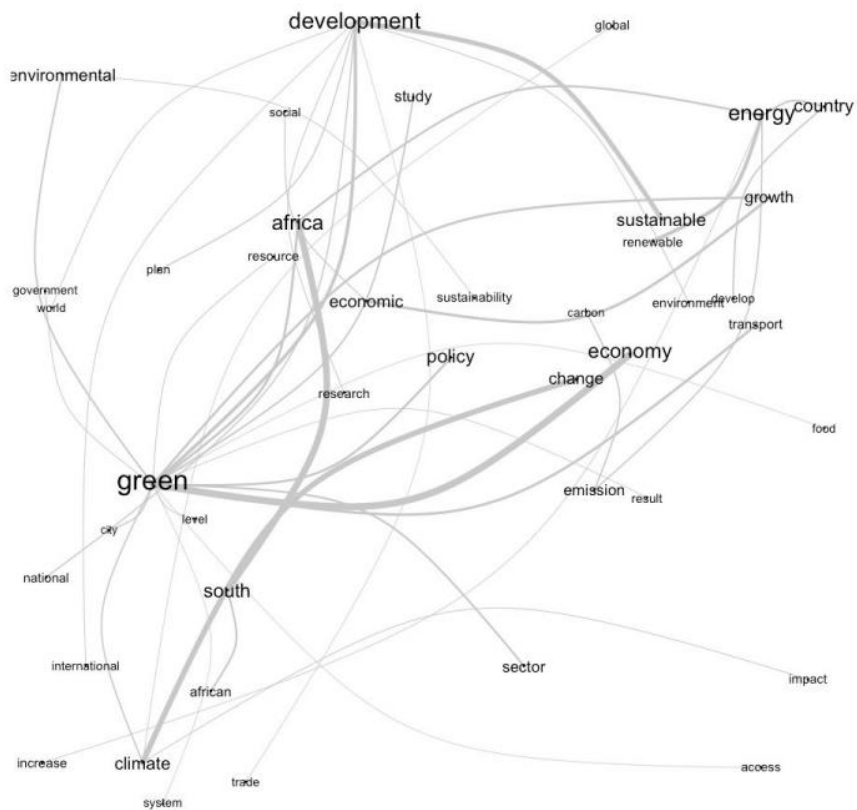 development
global
environmental
study
social
energy
country
growth
africa
sustainable
renewable
resource
plan
government
world
economic
sustainability
carbon
environment
develop
transport
policy
economy
change
research
food
green
emission
result
level
city
national
south
international
african
sector
impact
increase
climate
trade
access
system